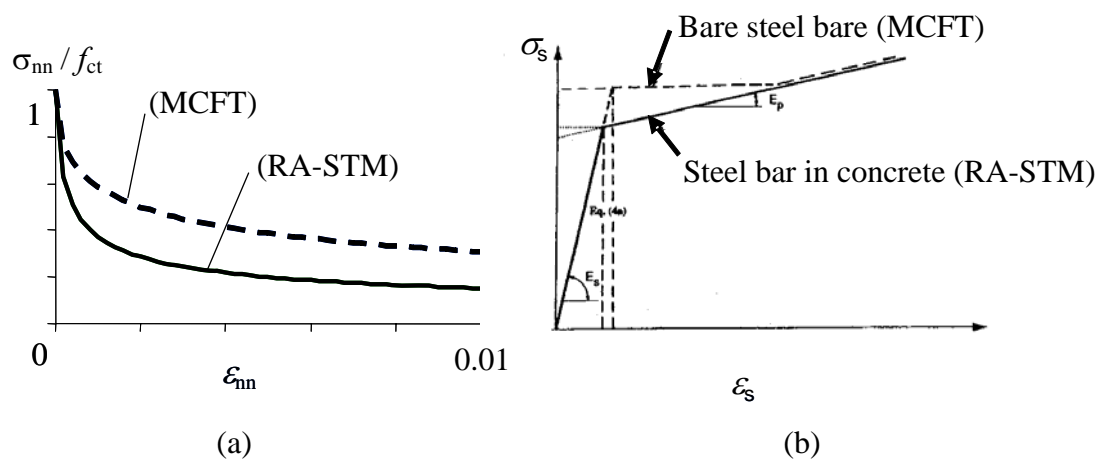 σnn / fct
1
(MCFT)
(RA-STM)
0
0.01
εnn
(a)
Bare steel bare (MCFT)
σs
Ep
Steel bar in concrete (RA-STM)
Eq. (4a)
Es
εs
(b)